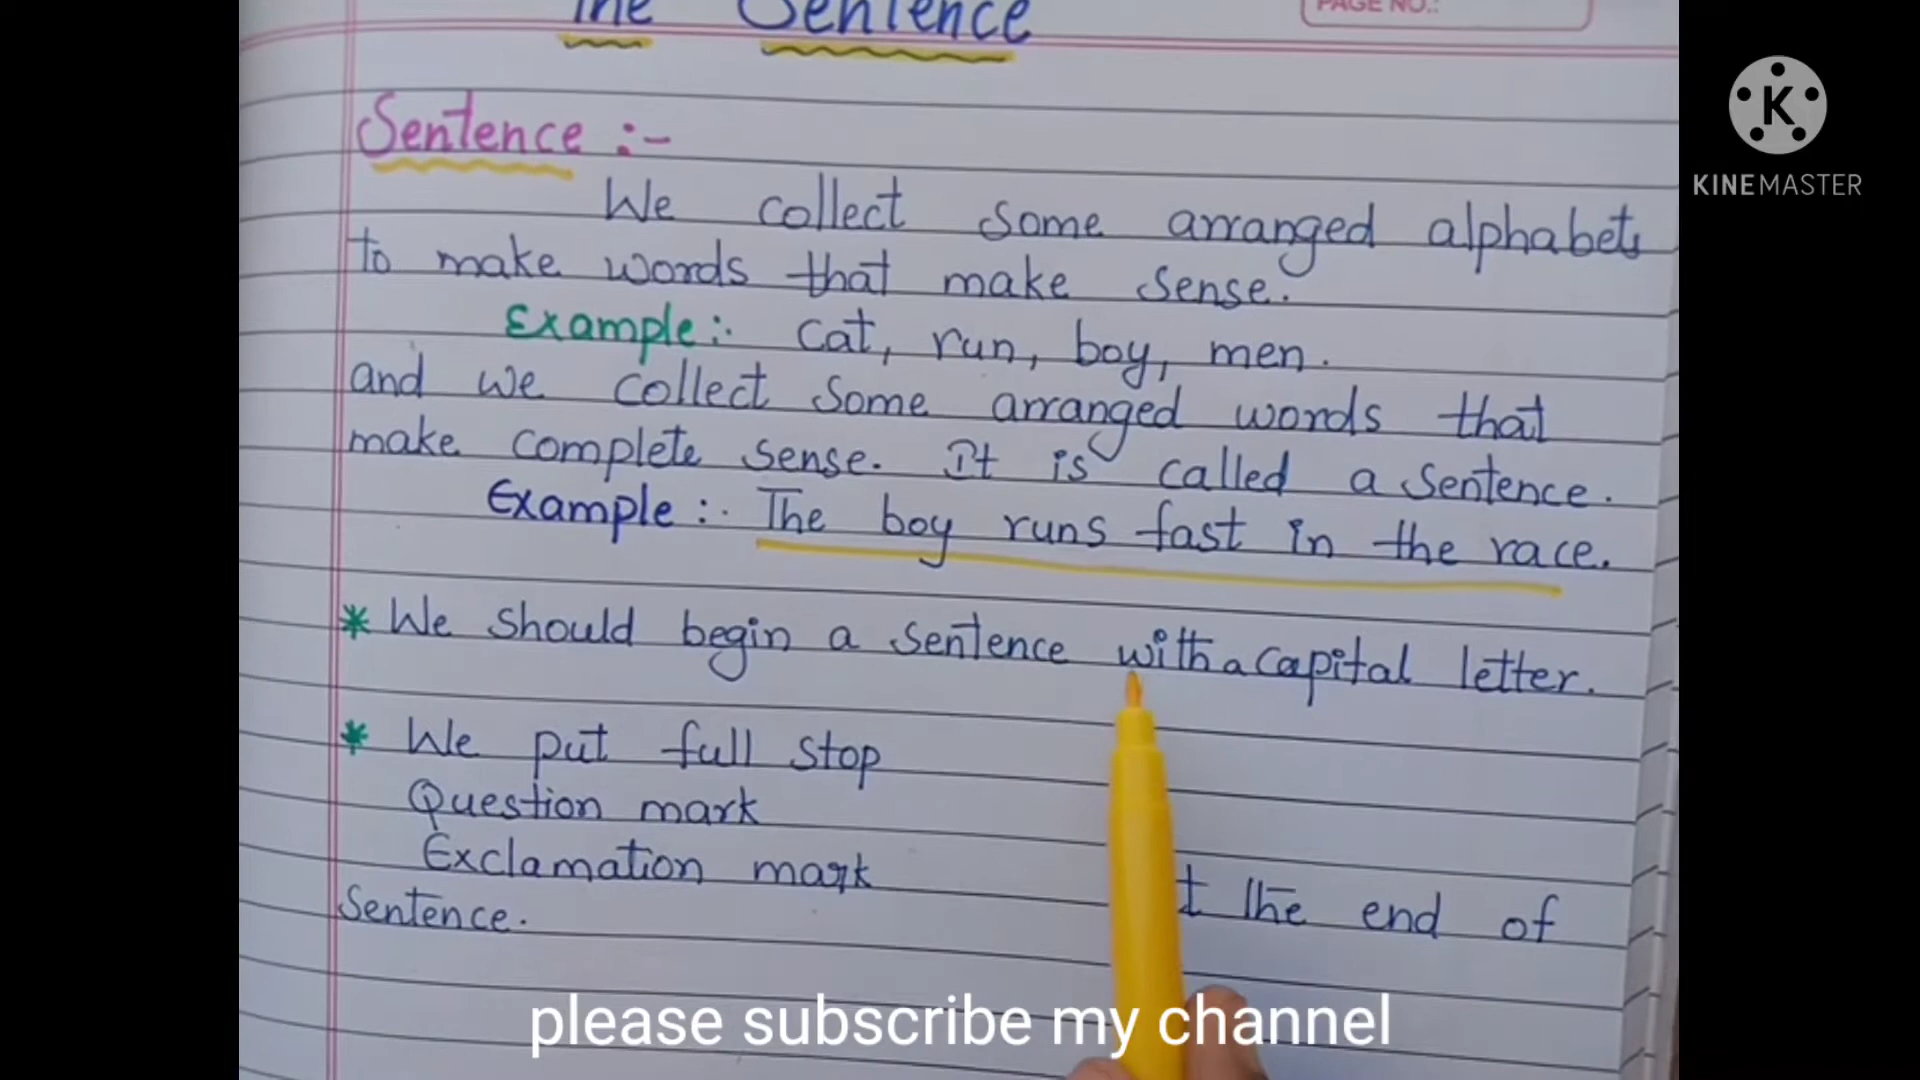 The Sentence
PAGE NO.:
Sentence :-
We collect some arranged alphabets
to make words that make sense.
Example:. cat, run, boy, men.
and we collect some arranged words that
make complete sense. It is called a sentence.
Example :. The boy runs fast in the race.
* We should begin a sentence with a capital letter.
* We put full stop
Question mark
Exclamation mark t the end of
Sentence.
please subscribe my channel
KINEMASTER